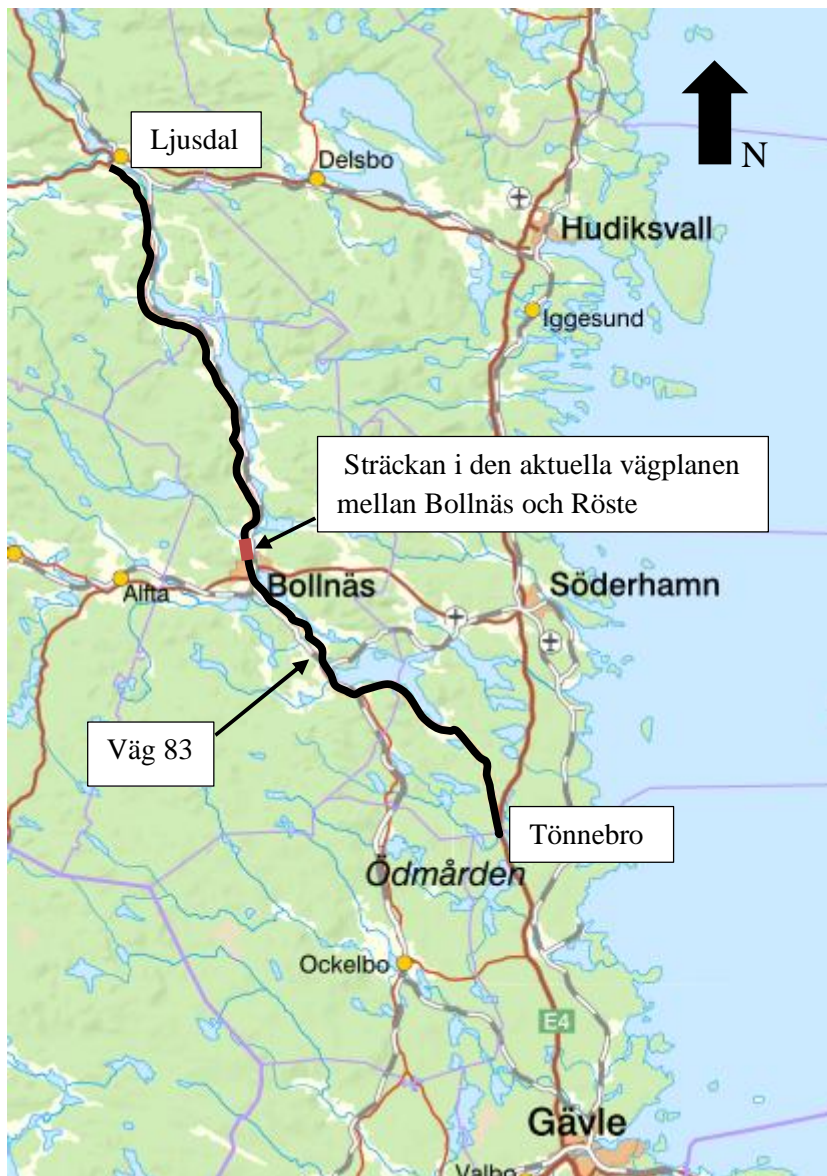 Ljusdal
Delsbo
N
Hudiksvall
Iggesund
Sträckan i den aktuella vägplanen
mellan Bollnäs och Röste
Alfta
Bollnäs
Söderhamn
Väg 83
Tönnebro
Ödmården
Ockelbo
E4
Gävle
Valbo